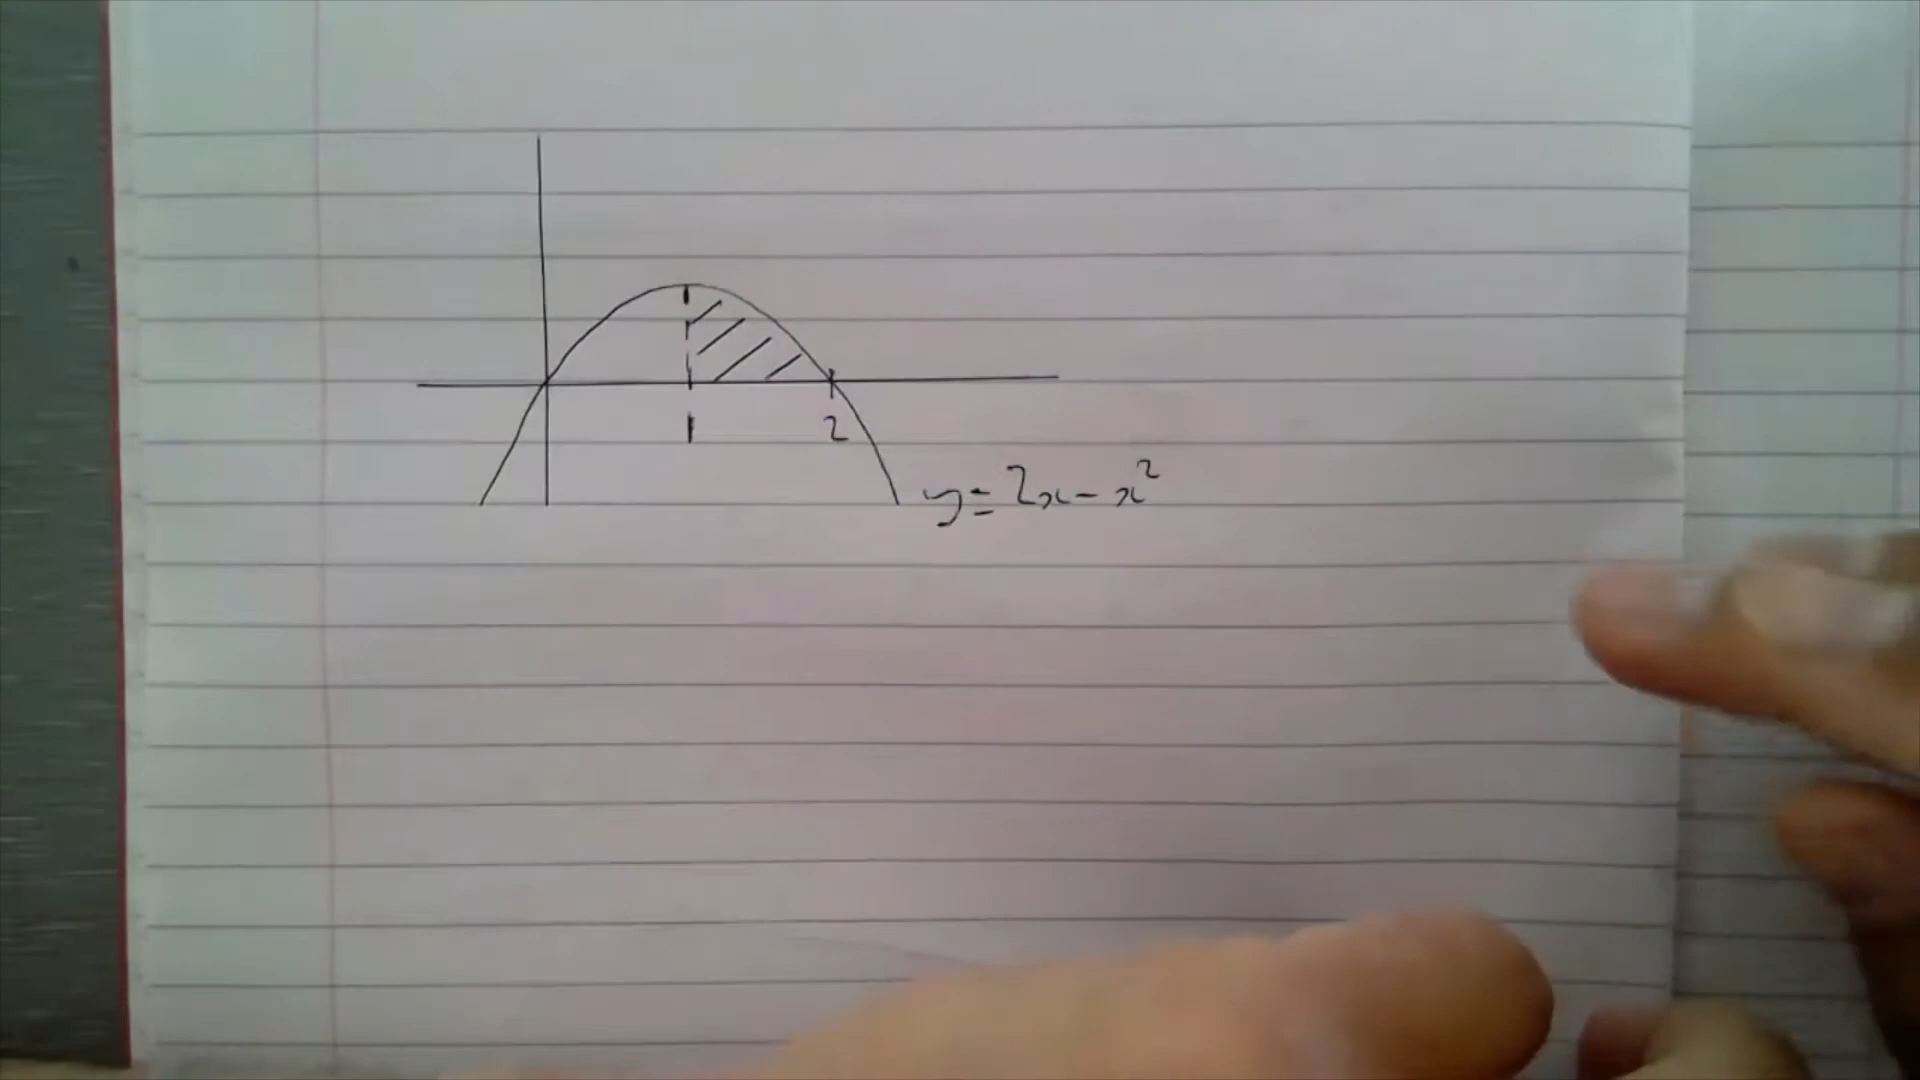 1 2
y = 2x - x²